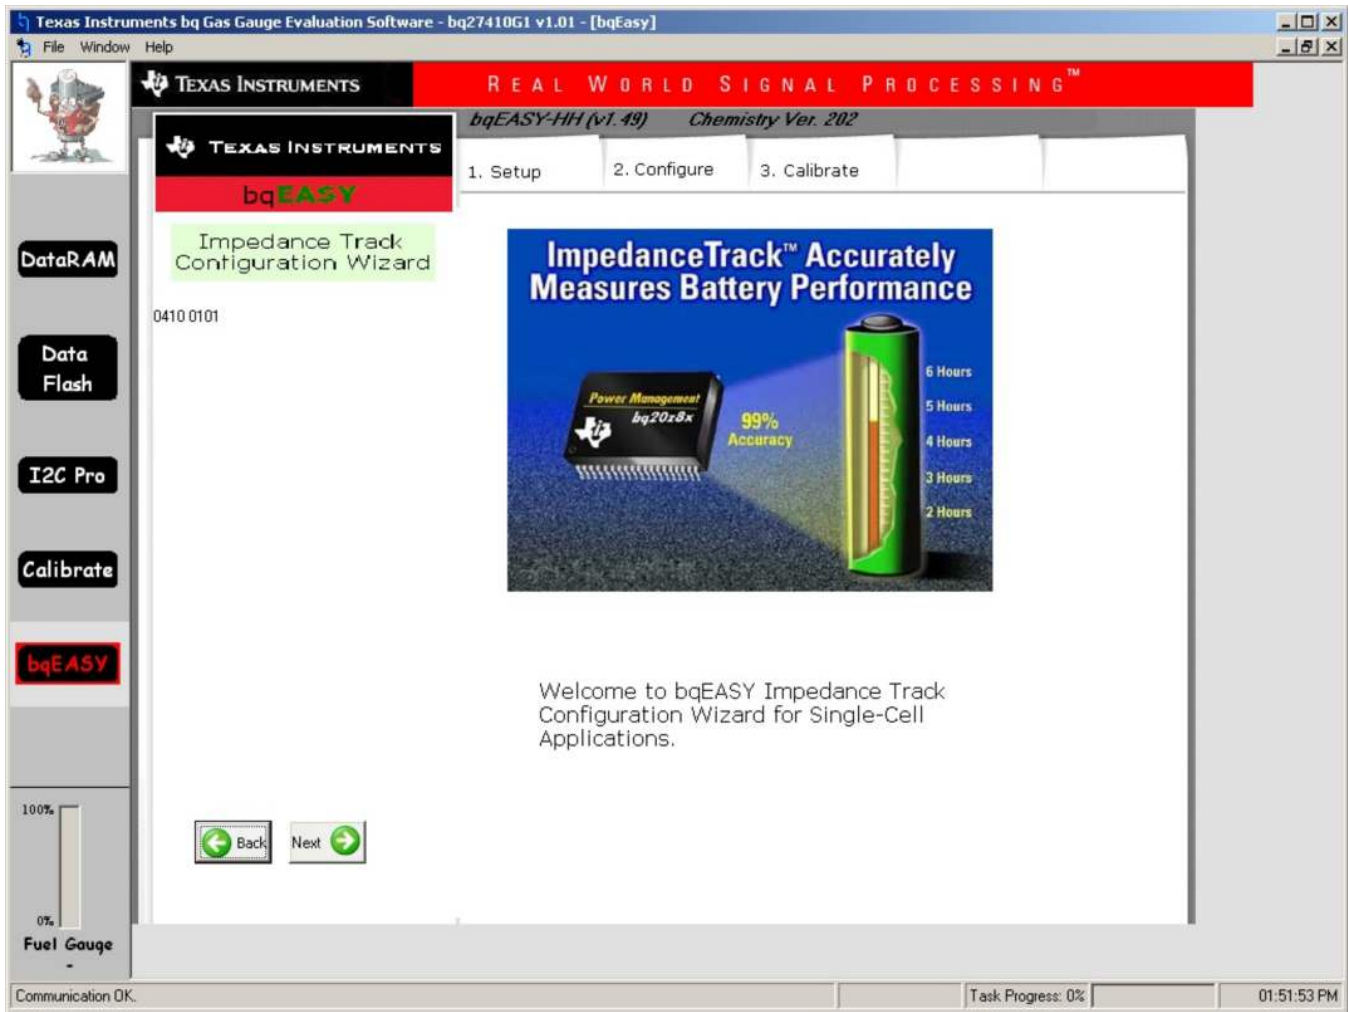 Texas Instruments bq Gas Gauge Evaluation Software - bq27410G1 v1.01 - [bqEasy]
File Window Help
TEXAS INSTRUMENTS
REAL WORLD SIGNAL PROCESSING™
bqEASY-HH (v1.49) Chemistry Ver. 202
TEXAS INSTRUMENTS
bqEASY
1. Setup
2. Configure
3. Calibrate
Impedance Track
Configuration Wizard
0410 0101
DataRAM
Data
Flash
I2C Pro
Calibrate
bqEASY
ImpedanceTrack™ Accurately
Measures Battery Performance
Power Management
bq20z8x
99%
Accuracy
6 Hours
5 Hours
4 Hours
3 Hours
2 Hours
Welcome to bqEASY Impedance Track
Configuration Wizard for Single-Cell
Applications.
Back
Next
100%
0%
Fuel Gauge
-
Communication OK.
Task Progress: 0%
01:51:53 PM